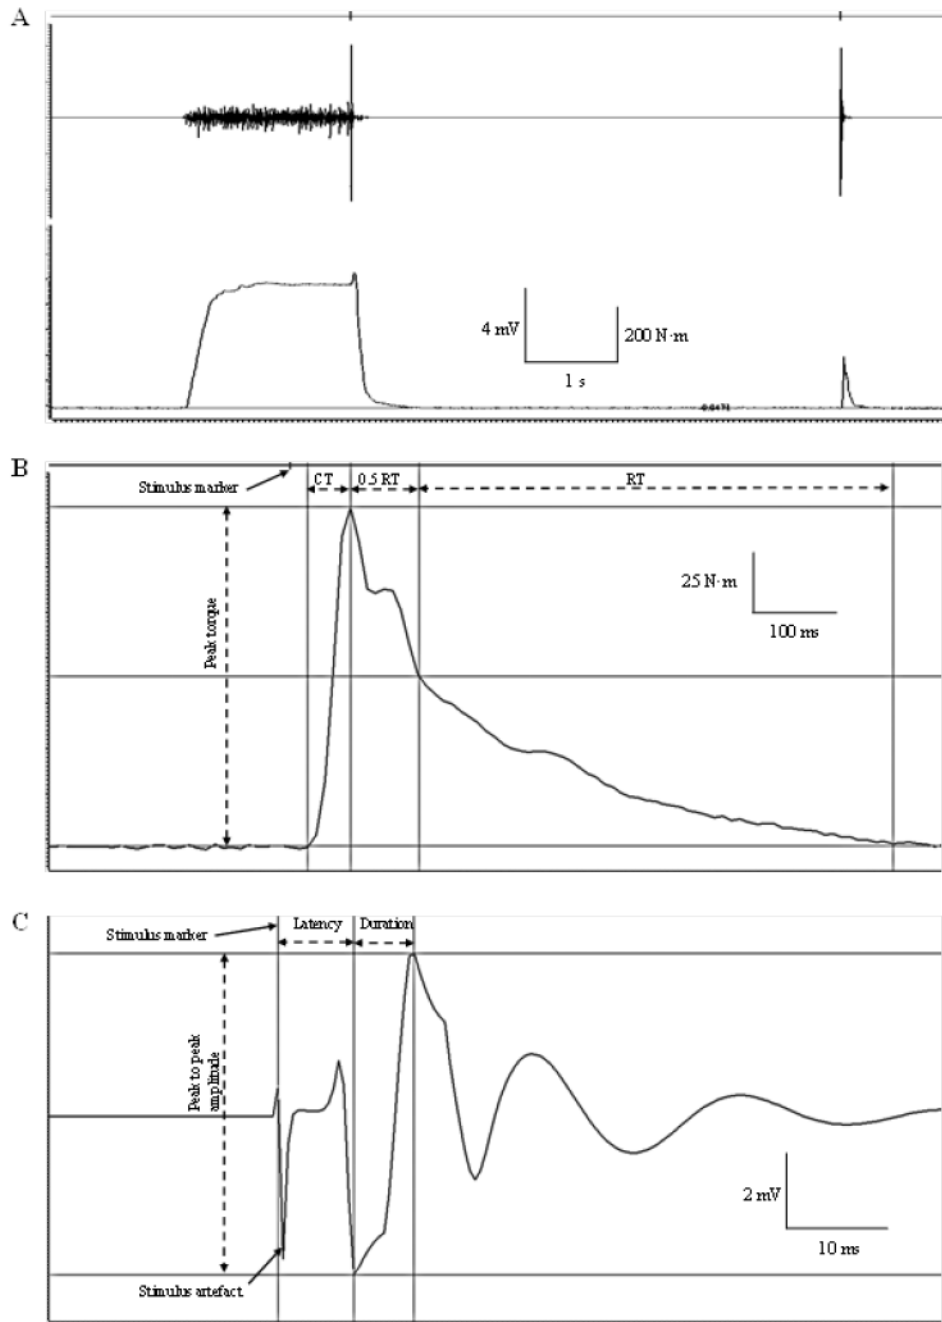 A
4 mV
200 N·m
1 s
B
Stimulus marker
CT
0.5 RT
RT
Peak torque
25 N·m
100 ms
C
Stimulus marker
Latency
Duration
Peak to peak
amplitude
2 mV
10 ms
Stimulus artefact